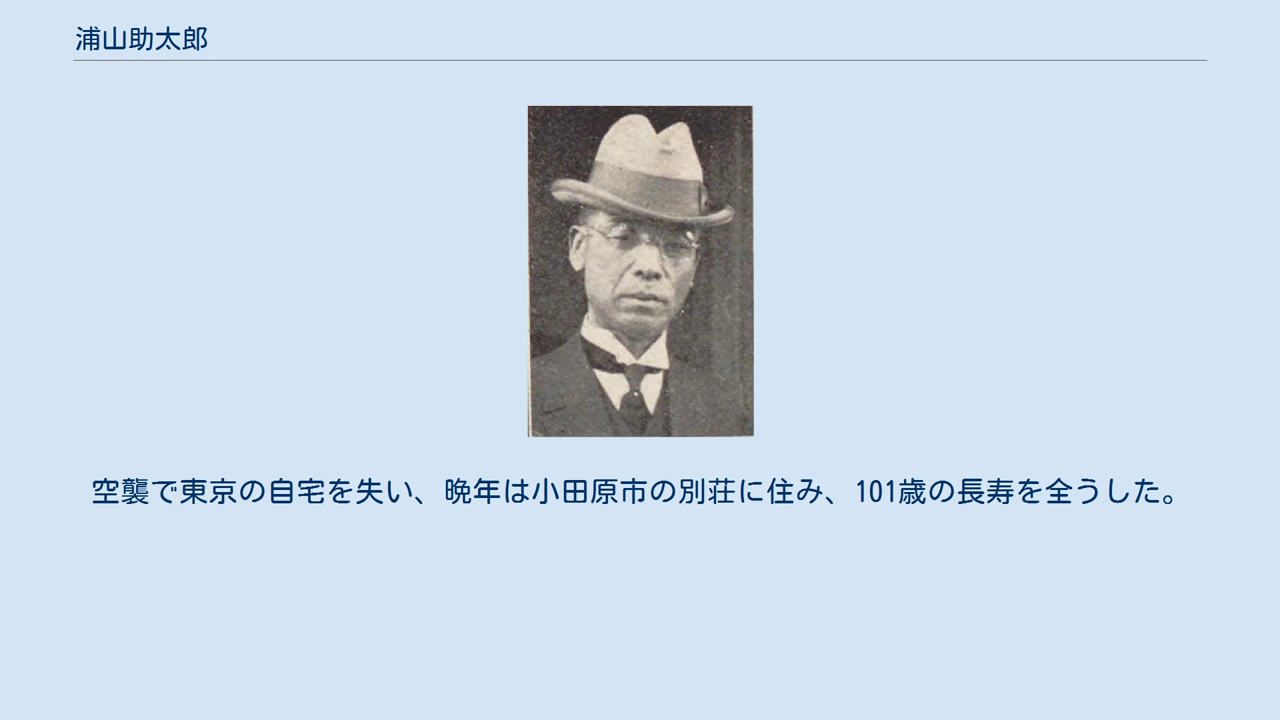 浦山助太郎
空襲で東京の自宅を失い、晩年は小田原市の別荘に住み、101歳の長寿を全うした。